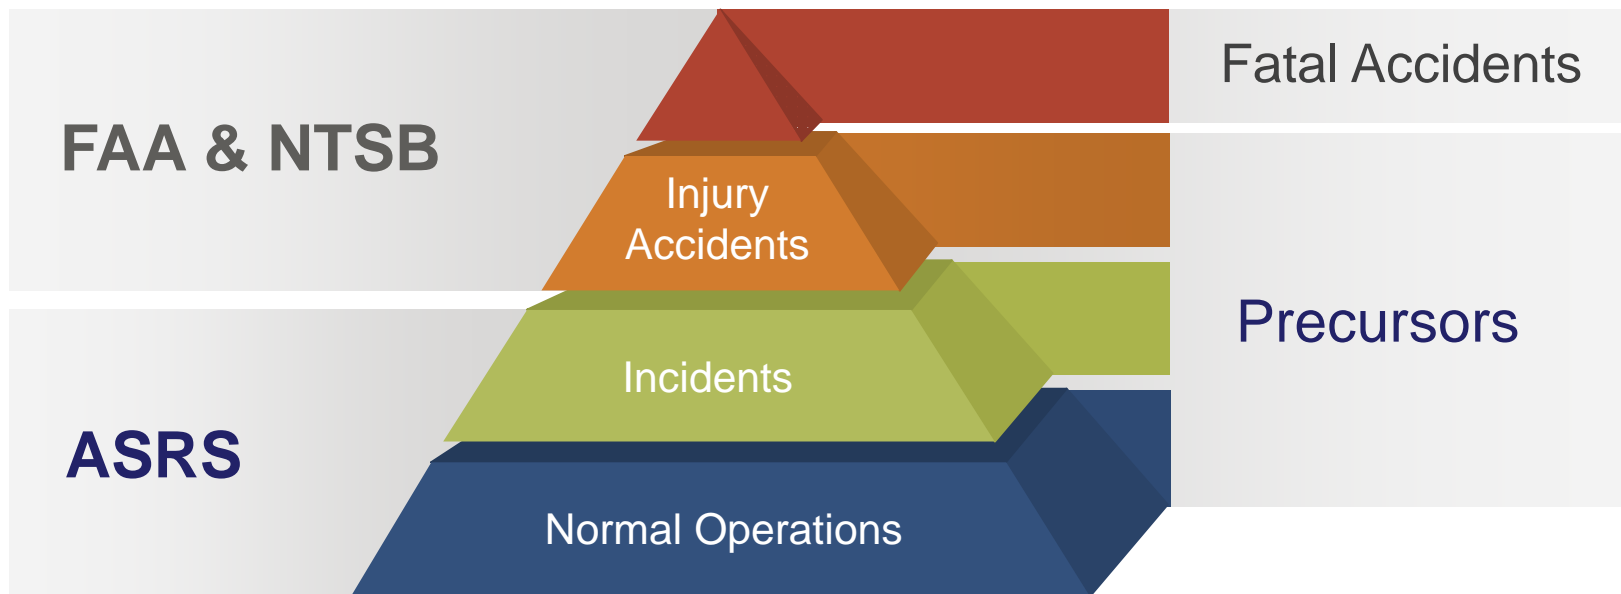 Fatal Accidents
FAA & NTSB
Injury
Accidents
Precursors
Incidents
ASRS
Normal Operations